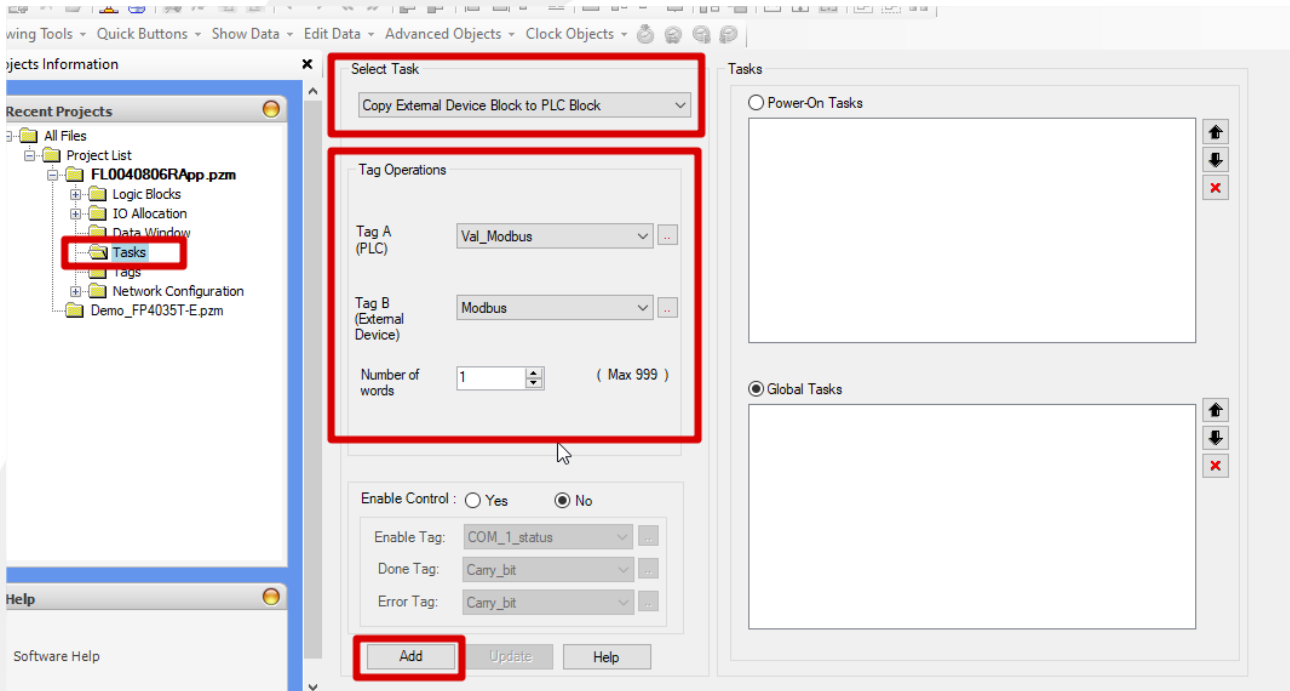 wing Tools Quick Buttons Show Data Edit Data Advanced Objects Clock Objects
ojects Information x
Recent Projects
All Files
Project List
FL0040806RApp.pzm
Logic Blocks
IO Allocation
Data Window
Tasks
Tags
Network Configuration
Demo_FP4035T-E.pzm
Help
Software Help
Select Task
Copy External Device Block to PLC Block
Tag Operations
Tag A
(PLC)
Val_Modbus
..
Tag B
(External
Device)
Modbus
..
Number of
words
1
( Max 999 )
Enable Control : Yes No
Enable Tag: COM_1_status ..
Done Tag: Carry_bit ..
Error Tag: Carry_bit ..
Add Update Help
Tasks
Power-On Tasks
Global Tasks